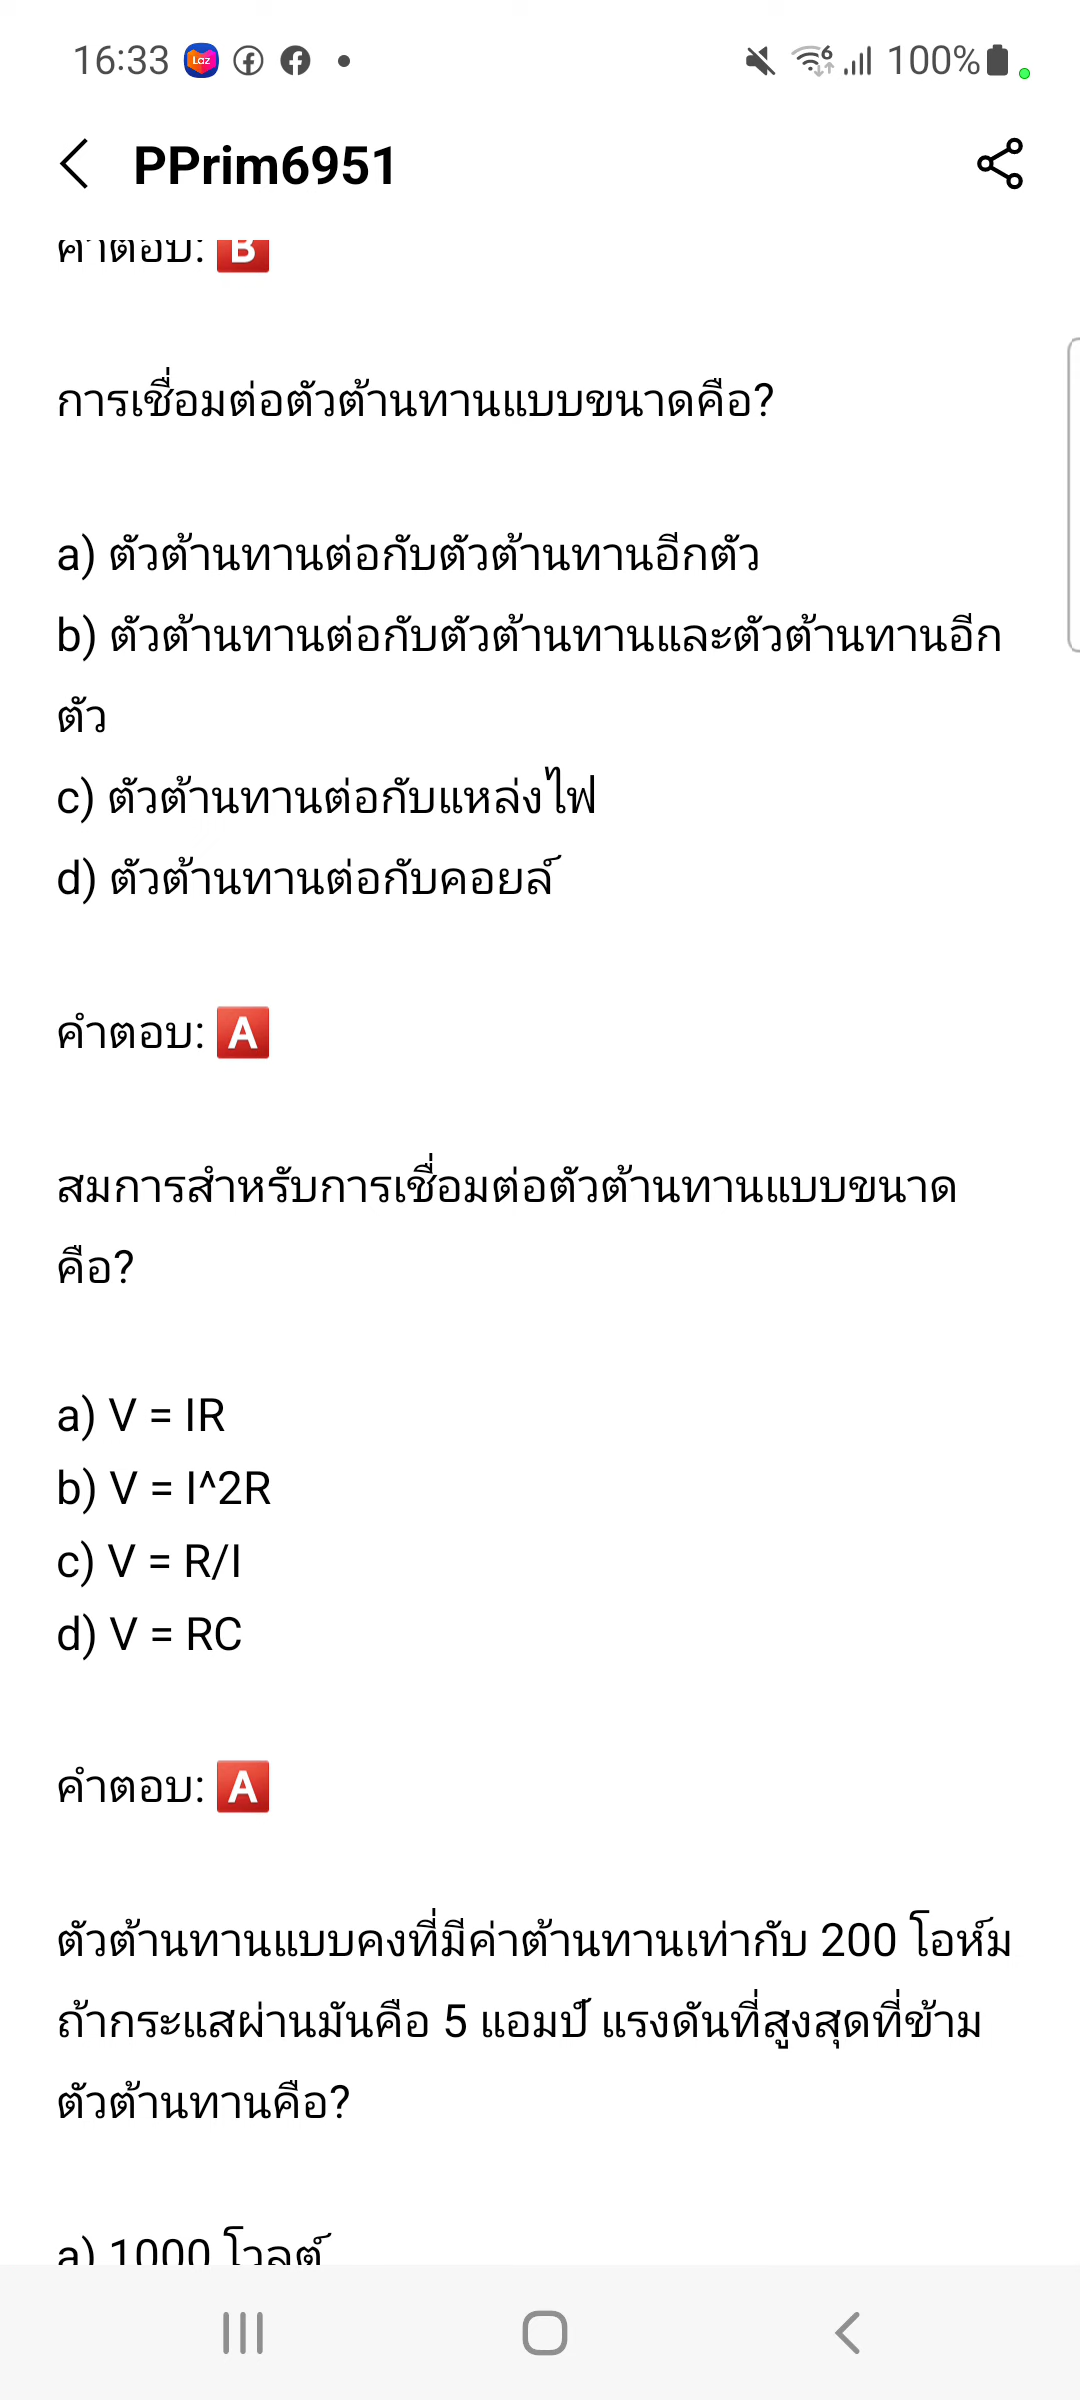 16:33
Laz
6
100%
PPrim6951
คำตอบ: B
การเชื่อมต่อตัวต้านทานแบบขนาดคือ?
a) ตัวต้านทานต่อกับตัวต้านทานอีกตัว
b) ตัวต้านทานต่อกับตัวต้านทานและตัวต้านทานอีก
ตัว
c) ตัวต้านทานต่อกับแหล่งไฟ
d) ตัวต้านทานต่อกับคอยล์
คำตอบ: A
สมการสำหรับการเชื่อมต่อตัวต้านทานแบบขนาด
คือ?
a) V = IR
b) V = I^2R
c) V = R/I
d) V = RC
คำตอบ: A
ตัวต้านทานแบบคงที่มีค่าต้านทานเท่ากับ 200 โอห์ม
ถ้ากระแสผ่านมันคือ 5 แอมป์ แรงดันที่สูงสุดที่ข้าม
ตัวต้านทานคือ?
a) 1000 โวลต์